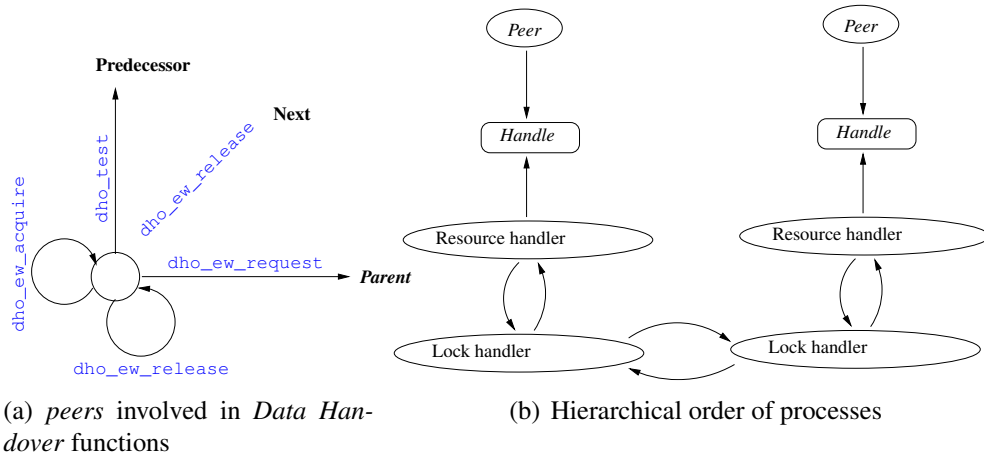 Predecessor
Next
dho_test
dho_ew_release
dho_ew_acquire
dho_ew_request
Parent
dho_ew_release
(a) peers involved in Data Han-
dover functions
Peer
Handle
Resource handler
Lock handler
Peer
Handle
Resource handler
Lock handler
(b) Hierarchical order of processes